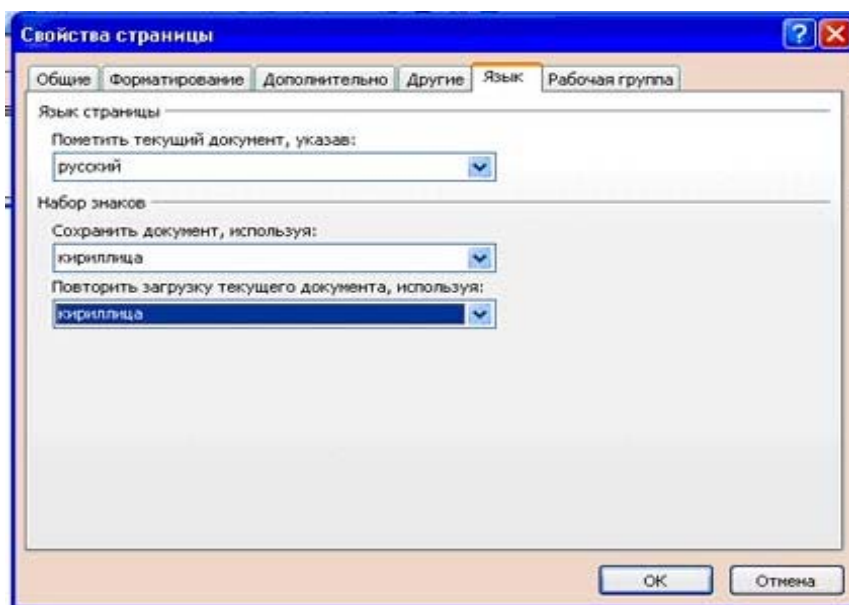 Свойства страницы
Общие Форматирование Дополнительно Другие Язык Рабочая группа
Язык страницы
Пометить текущий документ, указав:
русский
Набор знаков
Сохранить документ, используя:
кириллица
Повторить загрузку текущего документа, используя:
кириллица
ОК Отмена